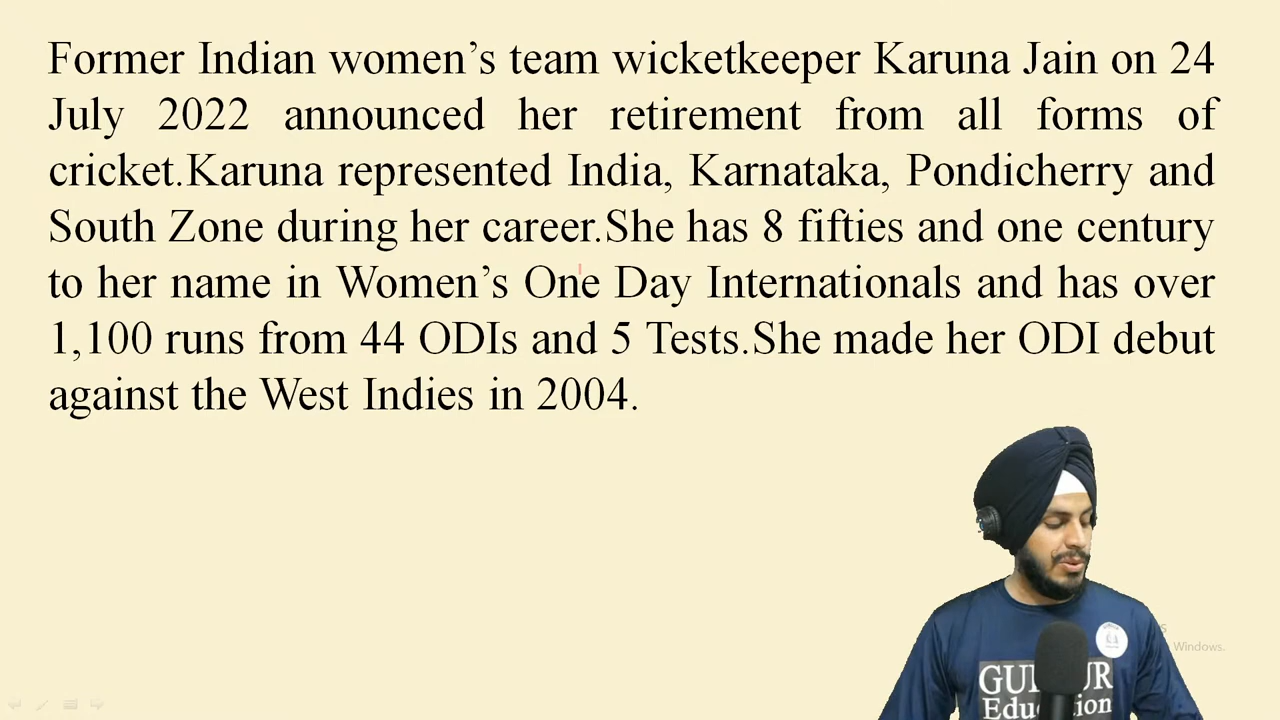 Former Indian women’s team wicketkeeper Karuna Jain on 24
July 2022 announced her retirement from all forms of
cricket.Karuna represented India, Karnataka, Pondicherry and
South Zone during her career.She has 8 fifties and one century
to her name in Women’s One Day Internationals and has over
1,100 runs from 44 ODIs and 5 Tests.She made her ODI debut
against the West Indies in 2004.
Windows.